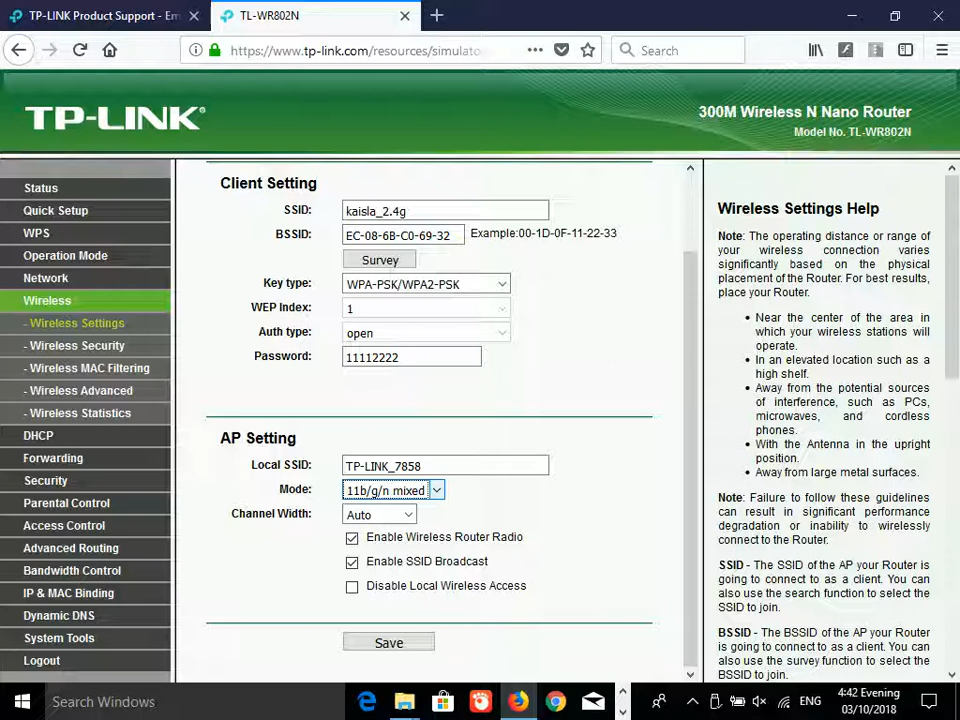 TP-LINK Product Support - Em
TL-WR802N
https://www.tp-link.com/resources/simulato
Search
TP-LINK®
300M Wireless N Nano Router
Model No. TL-WR802N
Status
Quick Setup
WPS
Operation Mode
Network
Wireless
- Wireless Settings
- Wireless Security
- Wireless MAC Filtering
- Wireless Advanced
- Wireless Statistics
DHCP
Forwarding
Security
Parental Control
Access Control
Advanced Routing
Bandwidth Control
IP & MAC Binding
Dynamic DNS
System Tools
Logout
Client Setting
SSID: kaisla_2.4g
BSSID: EC-08-6B-C0-69-32 Example:00-1D-0F-11-22-33
Survey
Key type: WPA-PSK/WPA2-PSK
WEP Index: 1
Auth type: open
Password: 11112222
AP Setting
Local SSID: TP-LINK_7858
Mode: 11b/g/n mixed
Channel Width: Auto
Enable Wireless Router Radio
Enable SSID Broadcast
Disable Local Wireless Access
Save
Wireless Settings Help
Note: The operating distance or range of
your wireless connection varies
significantly based on the physical
placement of the Router. For best results,
place your Router.
• Near the center of the area in
which your wireless stations will
operate.
• In an elevated location such as a
high shelf.
• Away from the potential sources
of interference, such as PCs,
microwaves, and cordless
phones.
• With the Antenna in the upright
position.
• Away from large metal surfaces.
Note: Failure to follow these guidelines
can result in significant performance
degradation or inability to wirelessly
connect to the Router.
SSID - The SSID of the AP your Router is
going to connect to as a client. You can
also use the search function to select the
SSID to join.
BSSID - The BSSID of the AP your Router
is going to connect to as a client. You can
also use the survey function to select the
Search Windows
ENG
4:42 Evening
03/10/2018